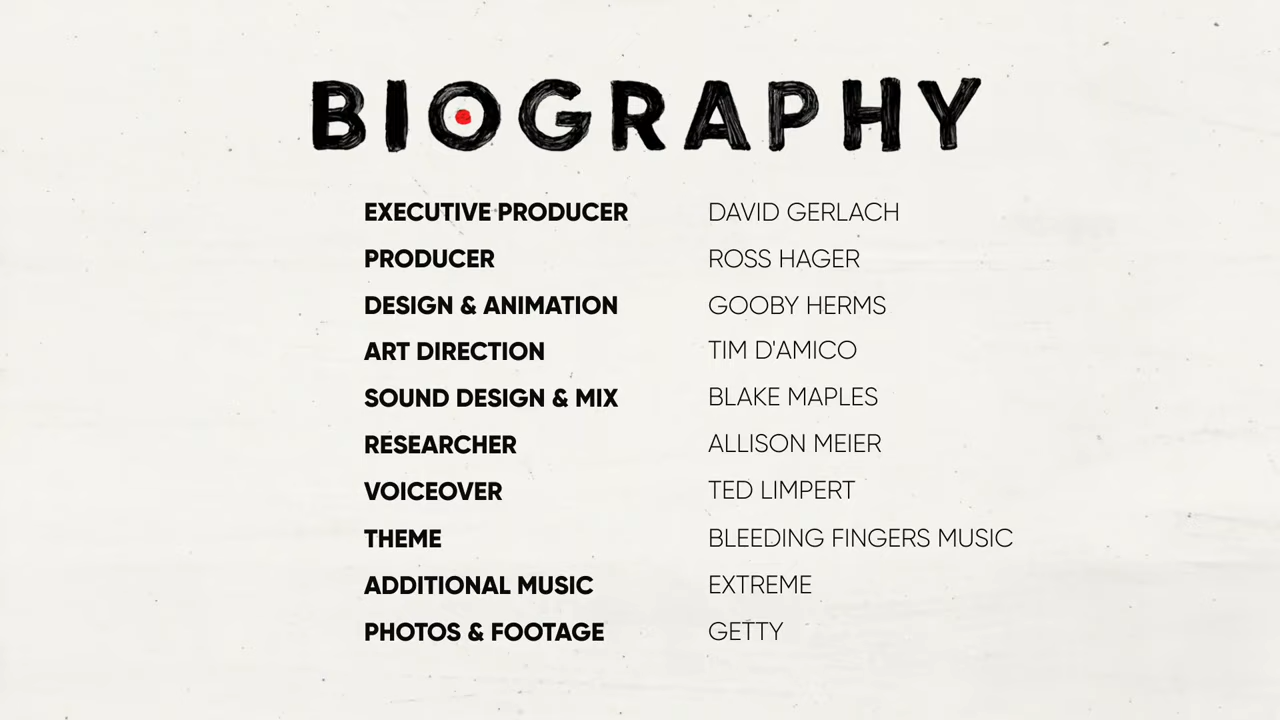 BIOGRAPHY
EXECUTIVE PRODUCER DAVID GERLACH
PRODUCER ROSS HAGER
DESIGN & ANIMATION GOOBY HERMS
ART DIRECTION TIM D'AMICO
SOUND DESIGN & MIX BLAKE MAPLES
RESEARCHER ALLISON MEIER
VOICEOVER TED LIMPERT
THEME BLEEDING FINGERS MUSIC
ADDITIONAL MUSIC EXTREME
PHOTOS & FOOTAGE GETTY